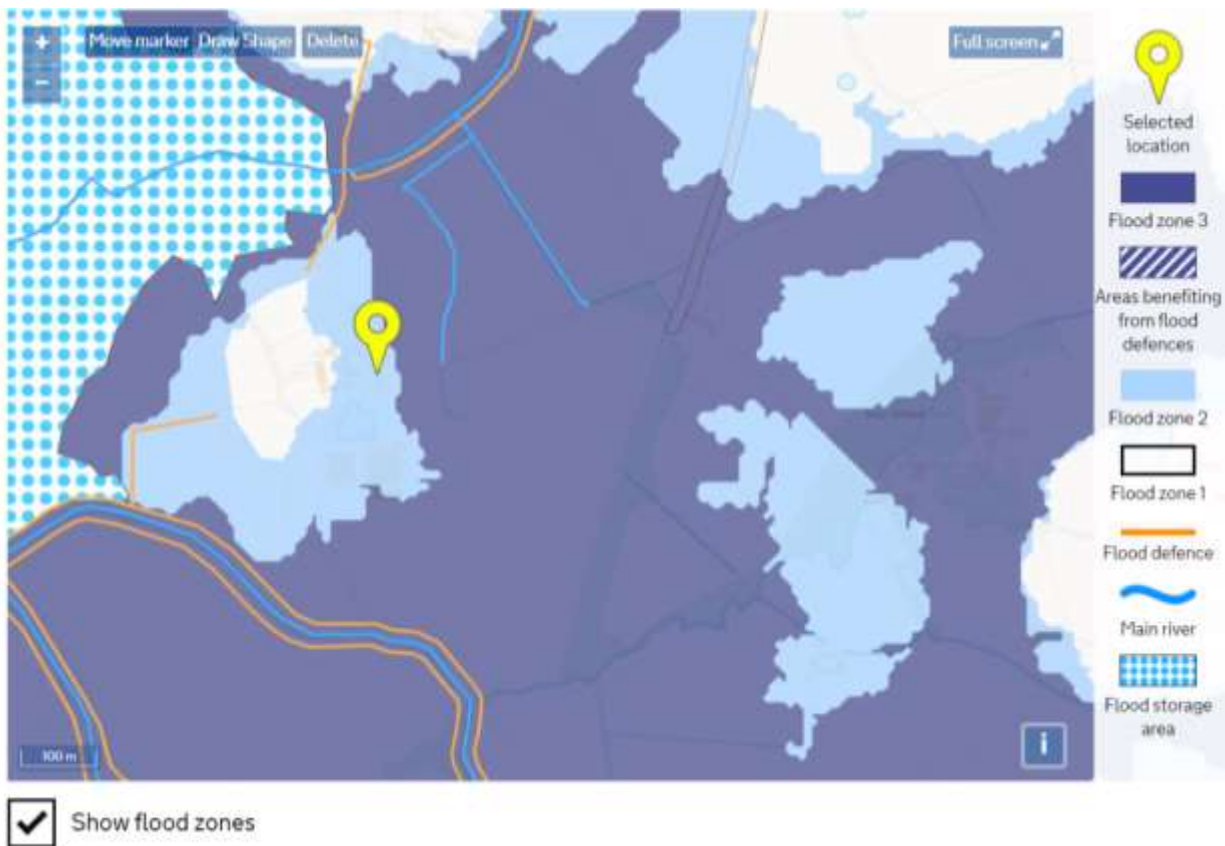 +
Move marker
Draw Shape
Delete
Full screen
–
Selected
location
Flood zone 3
Areas benefiting
from flood
defences
Flood zone 2
Flood zone 1
Flood defence
Main river
Flood storage
area
100 m
i
Show flood zones